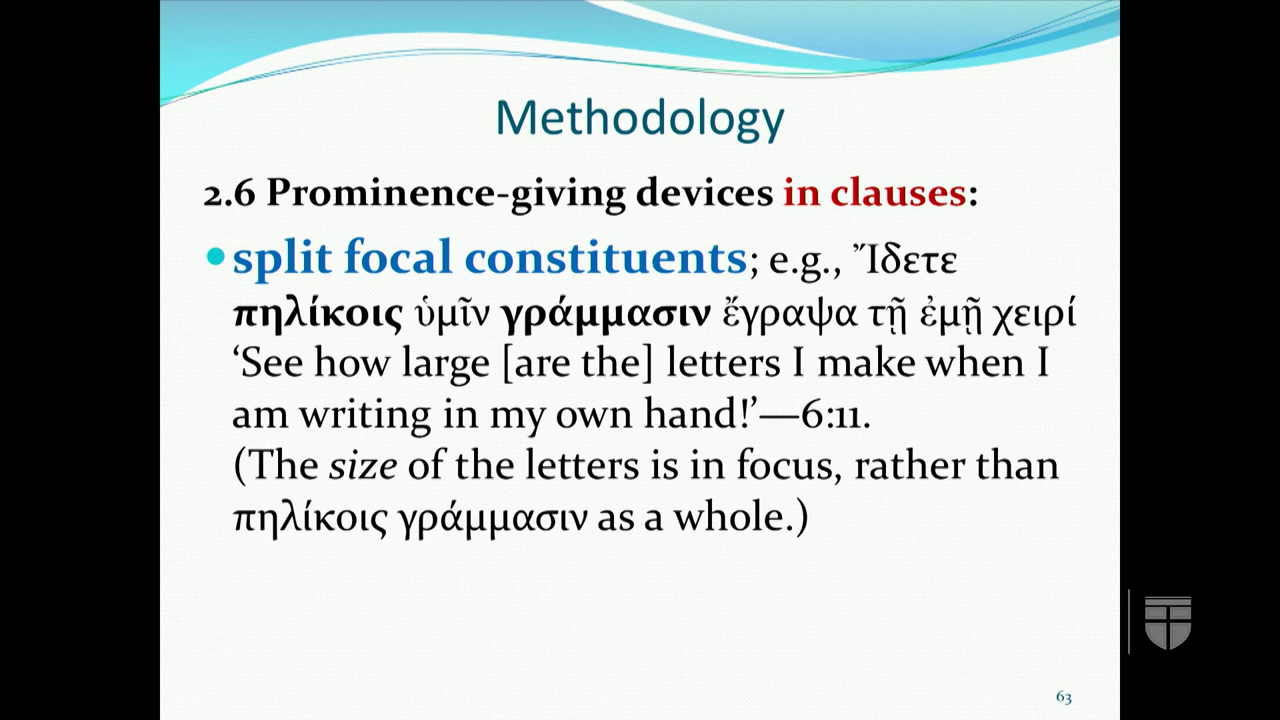 Methodology
2.6 Prominence-giving devices in clauses:
•split focal constituents; e.g., Ἴδετε
πηλίκοις ὑμῖν γράμμασιν ἔγραψα τῇ ἐμῇ χειρί
‘See how large [are the] letters I make when I
am writing in my own hand!’—6:11.
(The size of the letters is in focus, rather than
πηλίκοις γράμμασιν as a whole.)
63